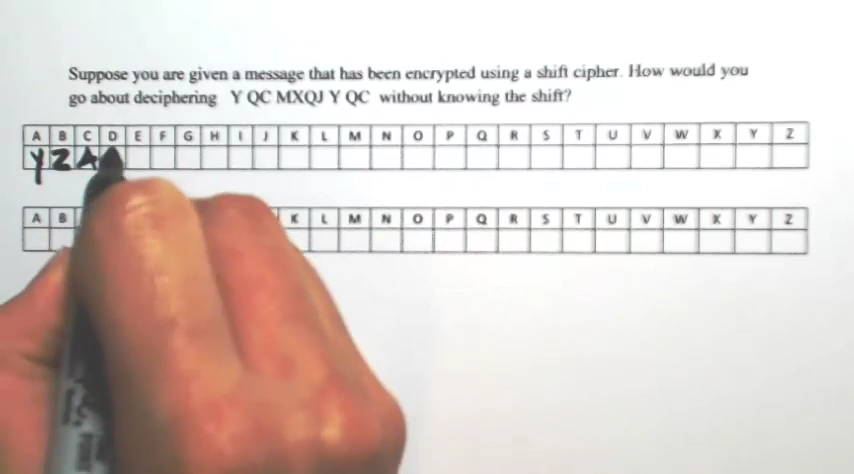 Suppose you are given a message that has been encrypted using a shift cipher. How would you
go about deciphering Y QC MXQJ Y QC without knowing the shift?
A B C D E F G H I J K L M N O P Q R S T U V W X Y Z
Y Z A
A B K L M N O P Q R S T U V W X Y Z